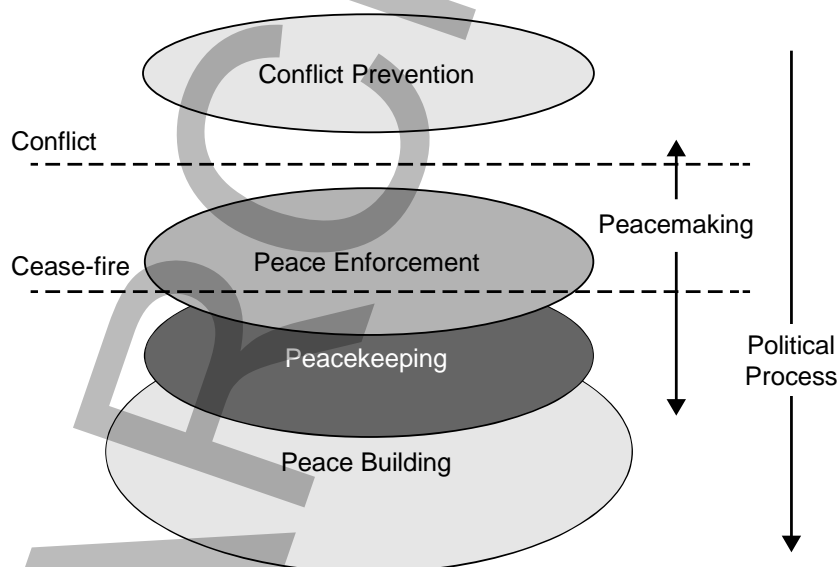 Conflict Prevention
Conflict
Peacemaking
Cease-fire
Peace Enforcement
Peacekeeping
Political
Process
Peace Building